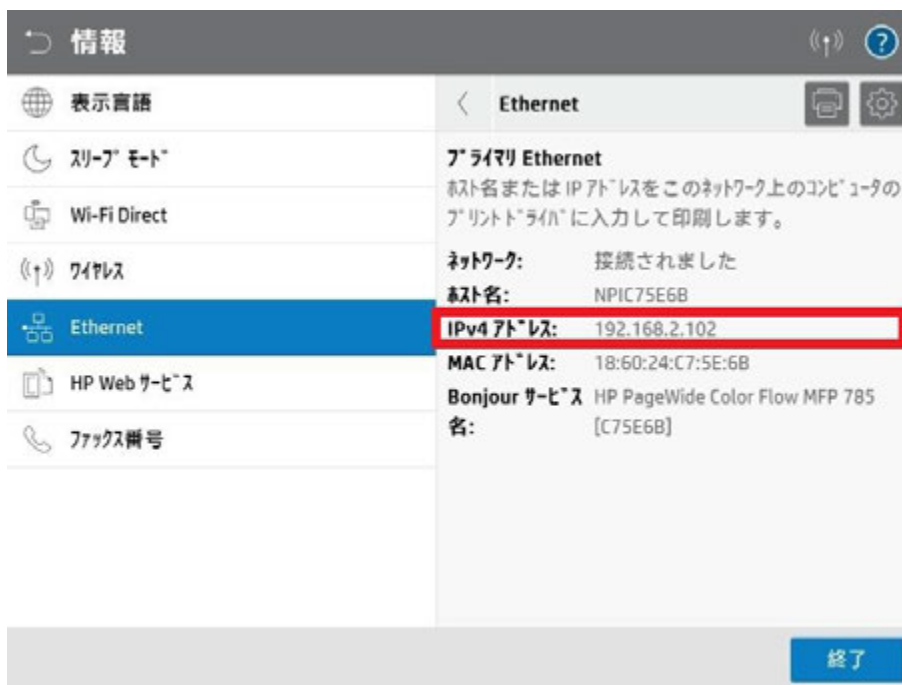 情報
表示言語
ｽﾘｰﾌﾟ ﾓｰﾄﾞ
Wi-Fi Direct
ﾜｲﾔﾚｽ
Ethernet
HP Web ｻｰﾋﾞｽ
ﾌｧｯｸｽ番号
Ethernet
ﾌﾟﾗｲﾏﾘ Ethernet
ﾎｽﾄ名または IP ｱﾄﾞﾚｽをこのﾈｯﾄﾜｰｸ上のｺﾝﾋﾟｭｰﾀの
ﾌﾟﾘﾝﾄﾄﾞﾗｲﾊﾞに入力して印刷します。
ﾈｯﾄﾜｰｸ: 接続されました
ﾎｽﾄ名: NPIC75E6B
IPv4 ｱﾄﾞﾚｽ: 192.168.2.102
MAC ｱﾄﾞﾚｽ: 18:60:24:C7:5E:6B
Bonjour ｻｰﾋﾞｽ HP PageWide Color Flow MFP 785
名: [C75E6B]
終了